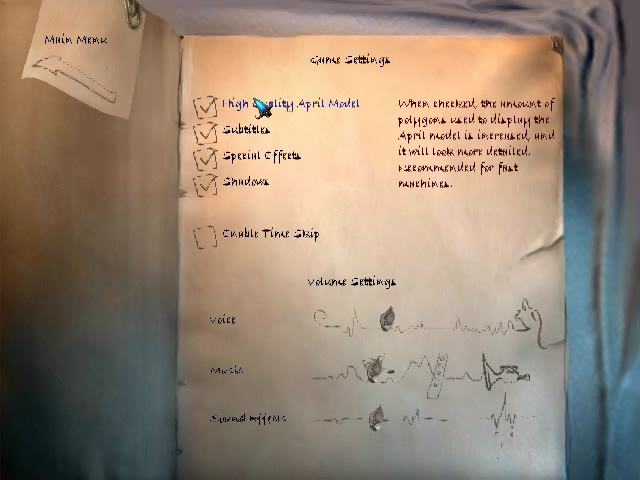 Main Menu
Game Settings
High Quality April Model
Subtitles
Special Effects
Shadows
Enable Time Skip
When checked, the amount of
polygons used to display the
April model is increased, and
it will look more detailed.
Recommended for fast
machines.
Volume Settings
Voice
Music
Sound Effects